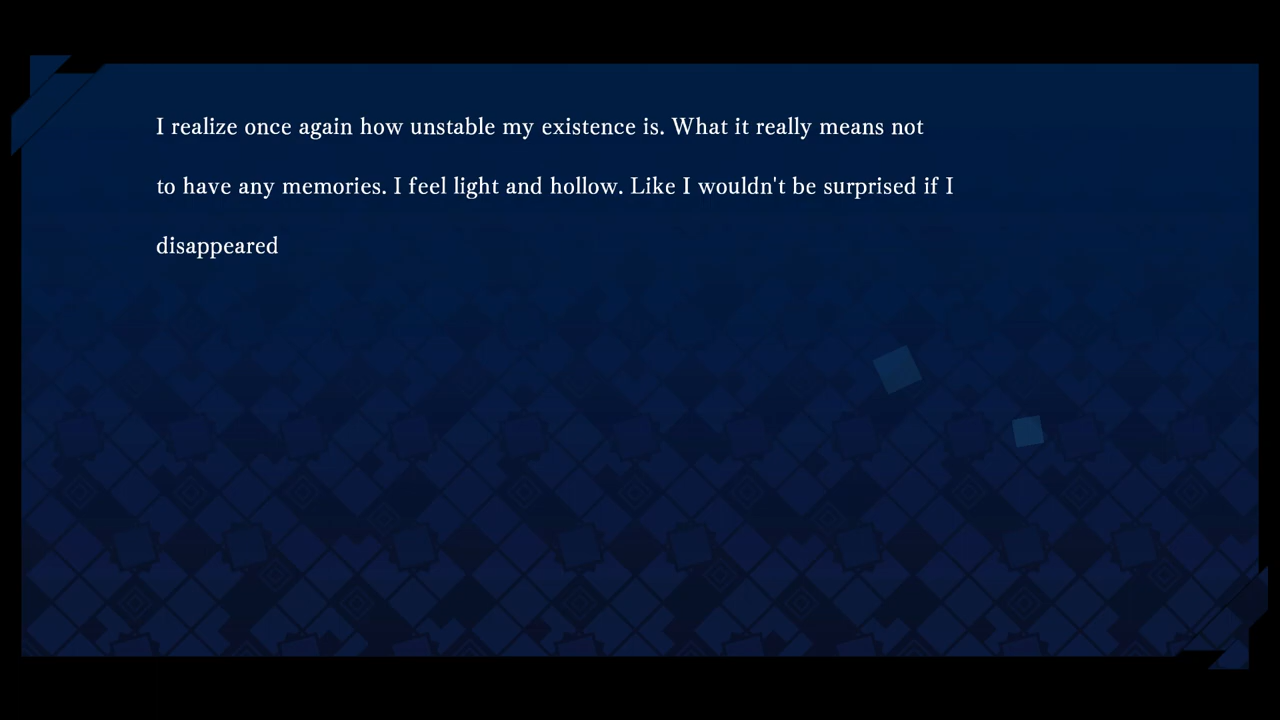 I realize once again how unstable my existence is. What it really means not
to have any memories. I feel light and hollow. Like I wouldn't be surprised if I
disappeared